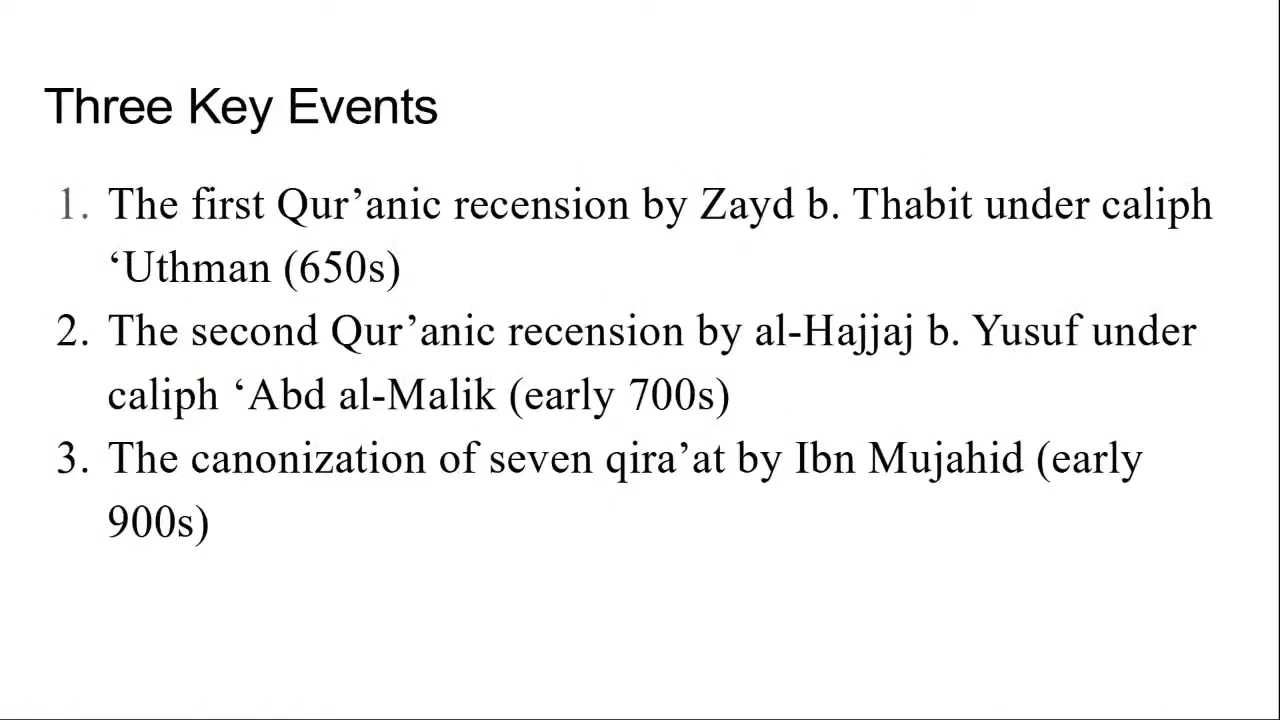 Three Key Events
1. The first Qur’anic recension by Zayd b. Thabit under caliph
‘Uthman (650s)
2. The second Qur’anic recension by al-Hajjaj b. Yusuf under
caliph ‘Abd al-Malik (early 700s)
3. The canonization of seven qira’at by Ibn Mujahid (early
900s)